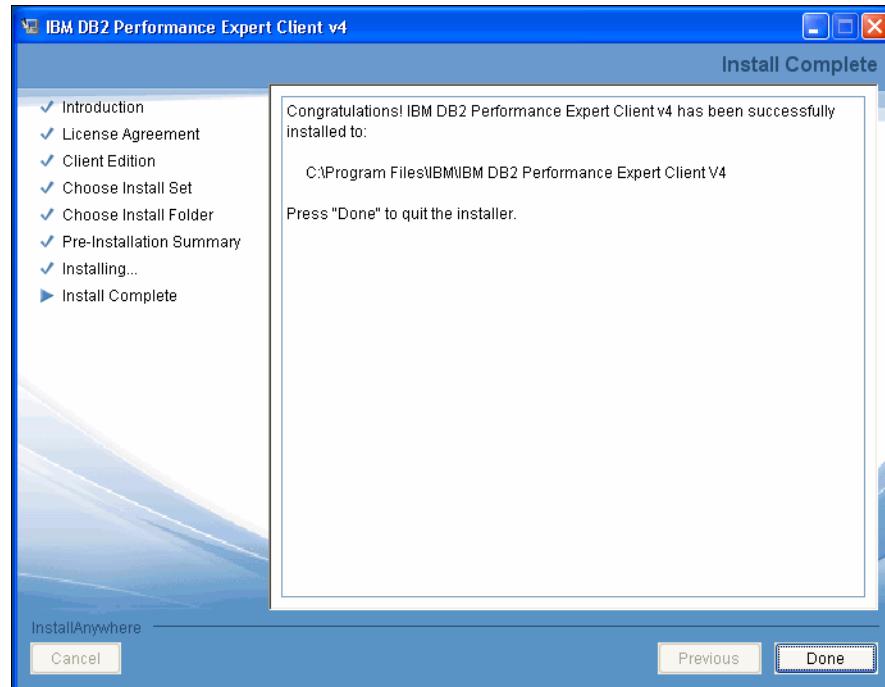 IBM DB2 Performance Expert Client v4
Install Complete
Introduction
License Agreement
Client Edition
Choose Install Set
Choose Install Folder
Pre-Installation Summary
Installing...
Install Complete
Congratulations! IBM DB2 Performance Expert Client v4 has been successfully
installed to:
C:\Program Files\IBM\IBM DB2 Performance Expert Client V4
Press "Done" to quit the installer.
InstallAnywhere
Cancel
Previous
Done